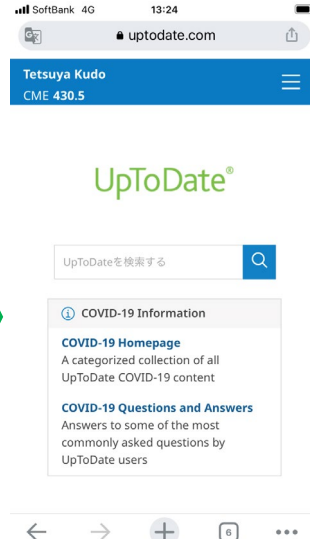 SoftBank 4G 13:24
uptodate.com
Tetsuya Kudo
CME 430.5
UpToDate®
UpToDateを検索する
COVID-19 Information
COVID-19 Homepage
A categorized collection of all
UpToDate COVID-19 content
COVID-19 Questions and Answers
Answers to some of the most
commonly asked questions by
UpToDate users
6